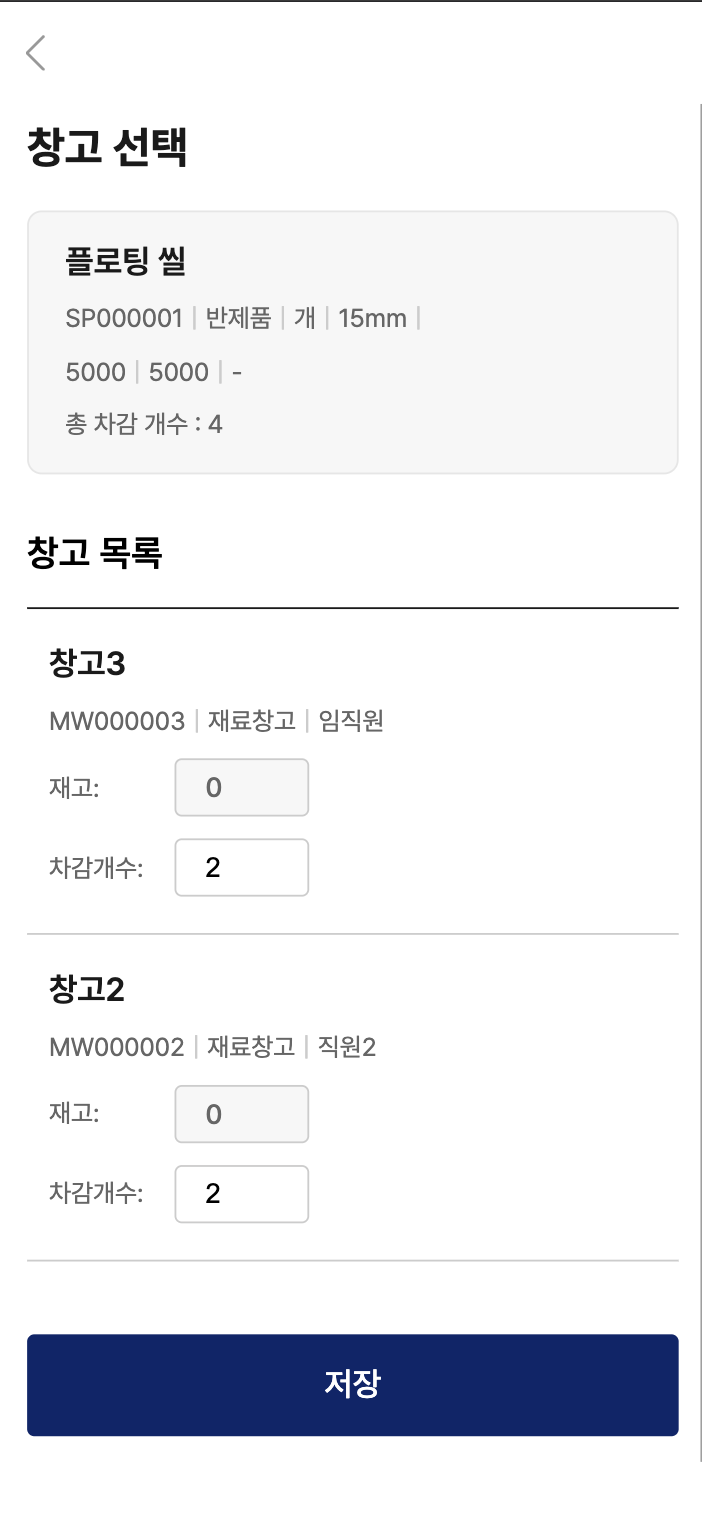 창고 선택
플로팅 씰
SP000001 | 반제품 | 개 | 15mm |
5000 | 5000 | -
총 차감 개수 : 4
창고 목록
창고3
MW000003 | 재료창고 | 임직원
재고: 0
차감개수: 2
창고2
MW000002 | 재료창고 | 직원2
재고: 0
차감개수: 2
저장